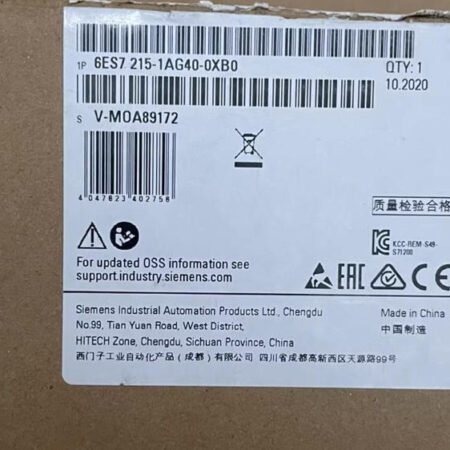 1P 6ES7 215-1AG40-0XB0
QTY: 1
10.2020
S V-MOA89172
4 047623 402756
质量检验合格
KCC-REM-S49-
S71200
For updated OSS information see
support.industry.siemens.com
EAC CE
Siemens Industrial Automation Products Ltd., Chengdu
Made in China
No.99, Tian Yuan Road, West District,
中国制造
HITECH Zone, Chengdu, Sichuan Province, China
西门子工业自动化产品（成都）有限公司 四川省成都高新西区天源路99号